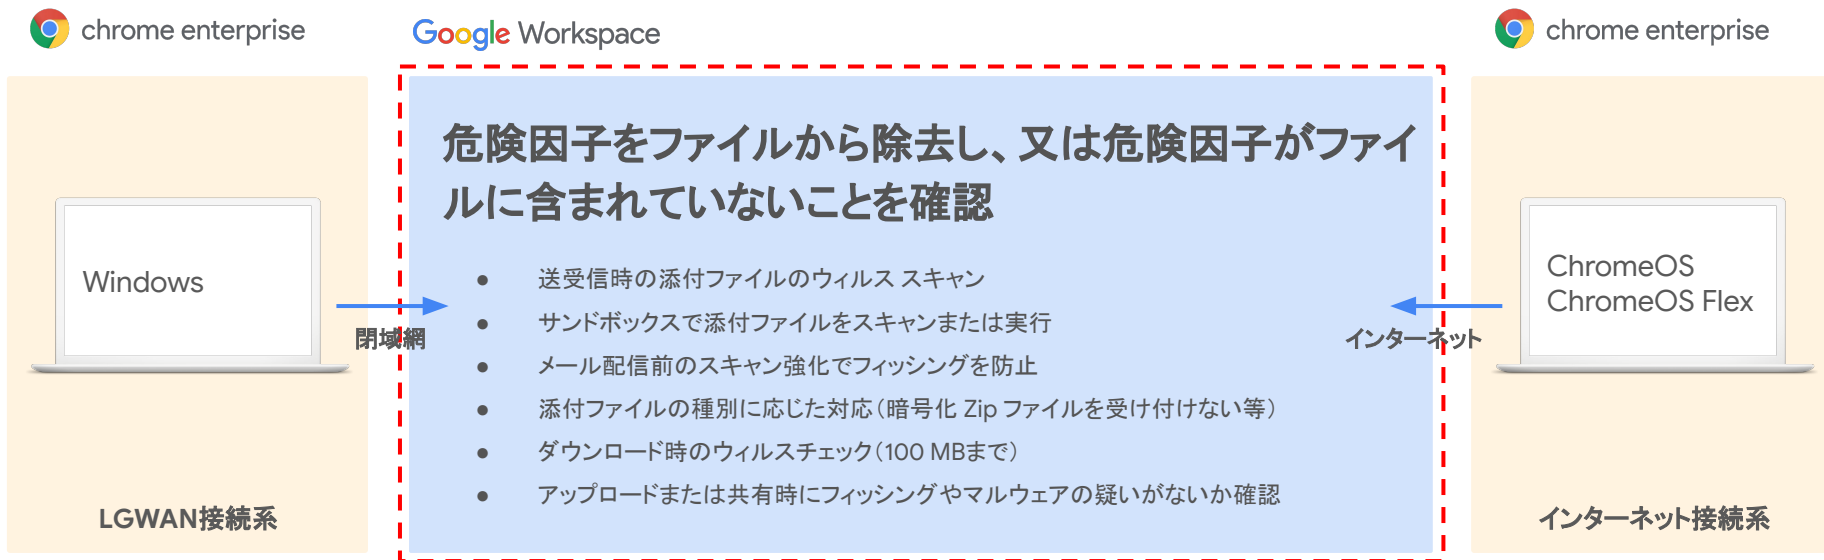 chrome enterprise
Google Workspace
chrome enterprise
Windows
閉域網
LGWAN接続系
危険因子をファイルから除去し、又は危険因子がファイ
ルに含まれていないことを確認
● 送受信時の添付ファイルのウィルス スキャン
● サンドボックスで添付ファイルをスキャンまたは実行
● メール配信前のスキャン強化でフィッシングを防止
● 添付ファイルの種別に応じた対応（暗号化 Zip ファイルを受け付けない等）
● ダウンロード時のウィルスチェック（100 MBまで）
● アップロードまたは共有時にフィッシングやマルウェアの疑いがないか確認
ChromeOS
ChromeOS Flex
インターネット
インターネット接続系